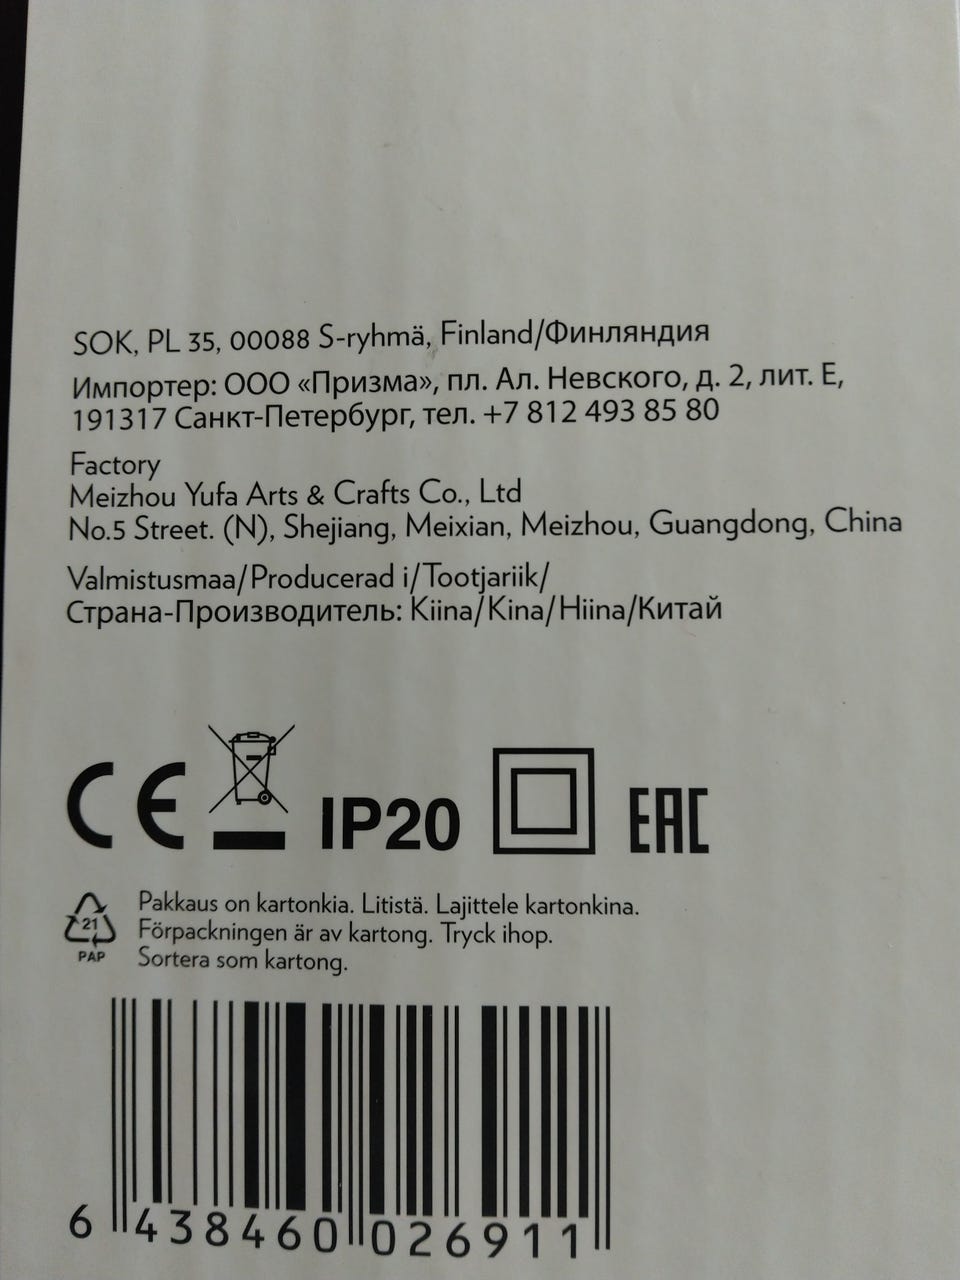 SOK, PL 35, 00088 S-ryhmä, Finland/Финляндия
Импортер: ООО «Призма», пл. Ал. Невского, д. 2, лит. Е,
191317 Санкт-Петербург, тел. +7 812 493 85 80
Factory
Meizhou Yufa Arts & Crafts Co., Ltd
No.5 Street. (N), Shejiang, Meixian, Meizhou, Guangdong, China
Valmistusmaa/Producerad i/Tootjariik/
Страна-Производитель: Kiina/Kina/Hiina/Китай
CE IP20 EAC
21
PAP
Pakkaus on kartonkia. Litistä. Lajittele kartonkina.
Förpackningen är av kartong. Tryck ihop.
Sortera som kartong.
6 438460 026911